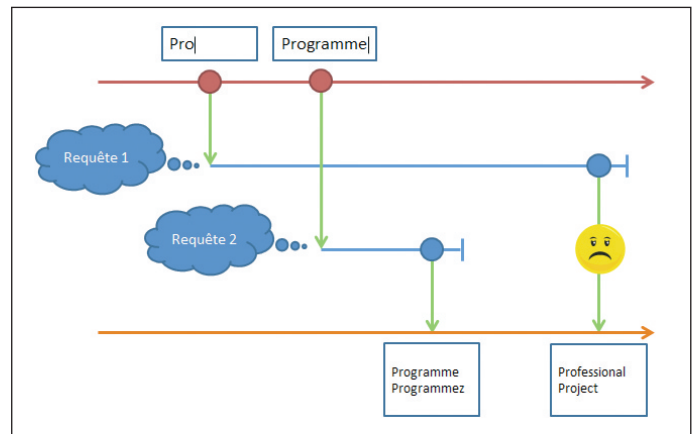 Pro
Programme
Requête 1
Requête 2
Programme
Programmez
Professional
Project